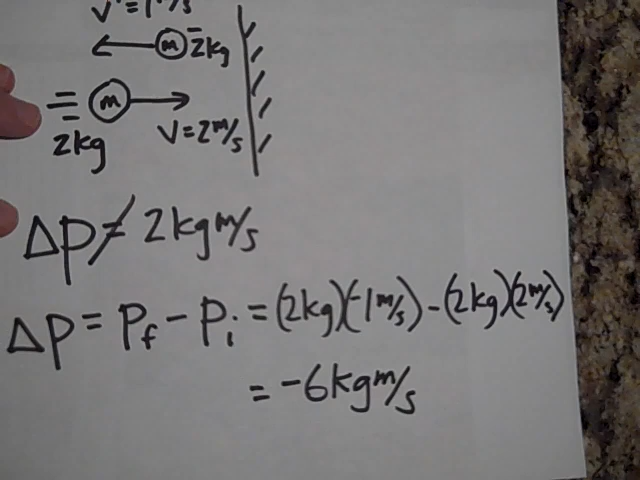 V'=1m/s
m 2kg
m
2kg V=2m/s
Δp≠2kgm/s
Δp=Pf-Pi=(2kg)(-1m/s)-(2kg)(2m/s)
=-6kgm/s